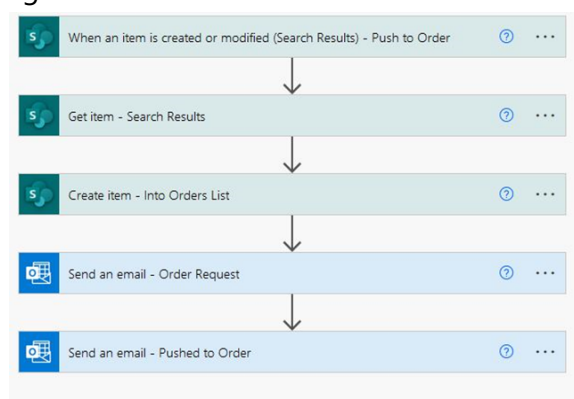 When an item is created or modified (Search Results) - Push to Order
Get item - Search Results
Create item - Into Orders List
Send an email - Order Request
Send an email - Pushed to Order